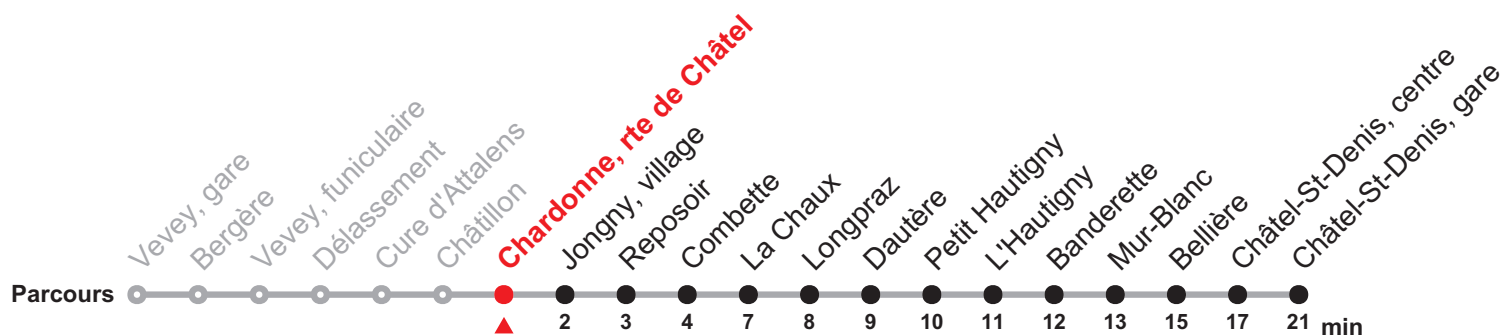 Vevey, gare
Bergère
Vevey, funiculaire
Délassement
Cure d'Attalens
Châtillon
Chardonne, rte de Châtel
Jongny, village
Reposoir
Combette
La Chaux
Longpraz
Dautère
Petit Hautigny
L'Hautigny
Banderette
Mur-Blanc
Bellière
Châtel-St-Denis, centre
Châtel-St-Denis, gare
Parcours
2 3 4 7 8 9 10 11 12 13 15 17 21 min